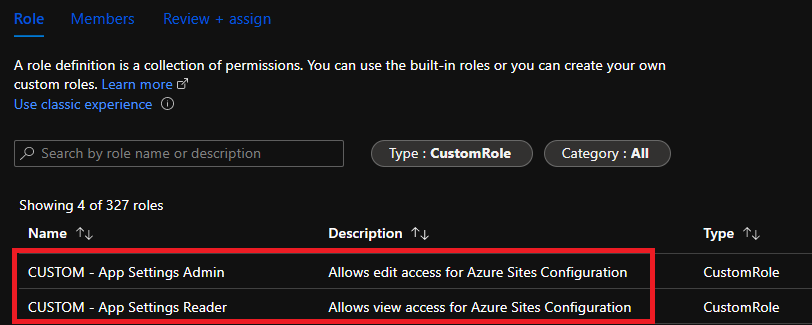 Role Members Review + assign
A role definition is a collection of permissions. You can use the built-in roles or you can create your own
custom roles. Learn more
Use classic experience
Search by role name or description Type : CustomRole Category : All
Showing 4 of 327 roles
Name Description Type
CUSTOM - App Settings Admin Allows edit access for Azure Sites Configuration CustomRole
CUSTOM - App Settings Reader Allows view access for Azure Sites Configuration CustomRole